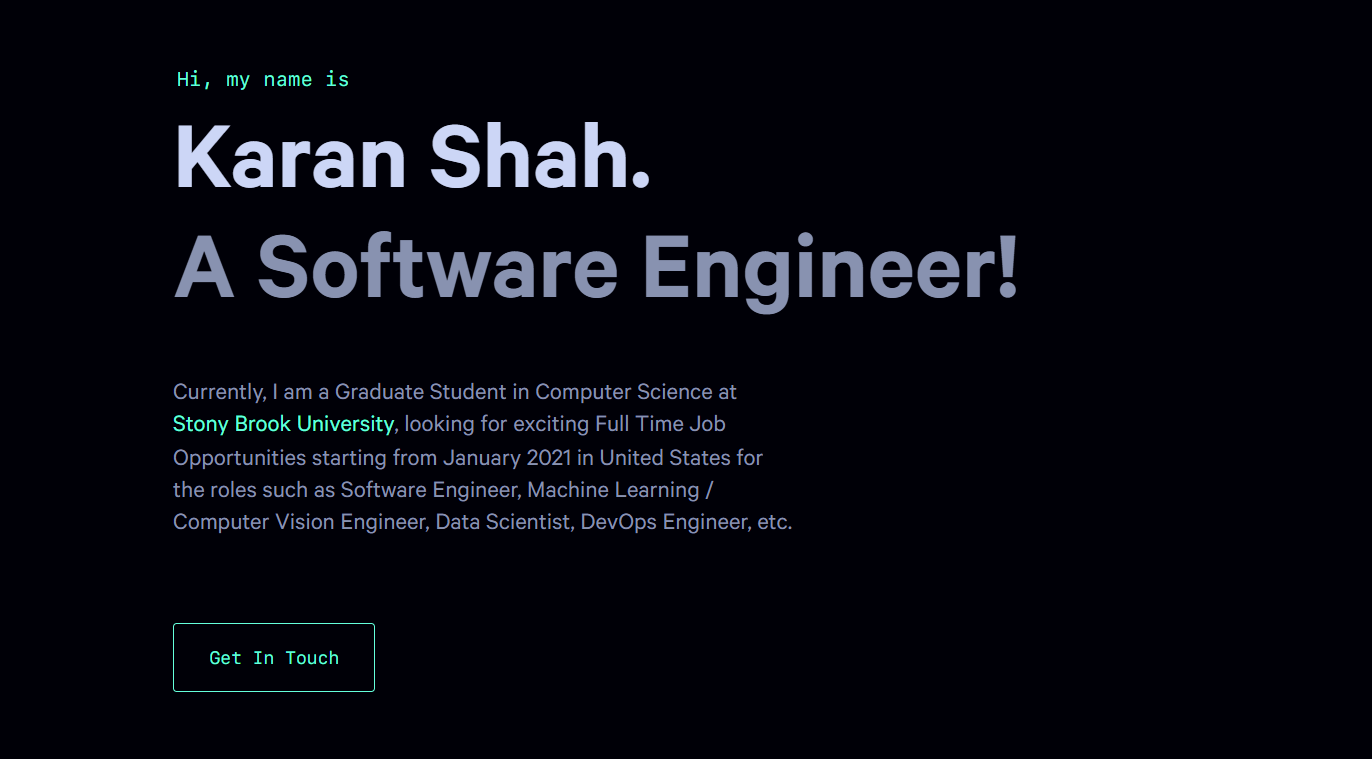 Hi, my name is
Karan Shah.
A Software Engineer!
Currently, I am a Graduate Student in Computer Science at
Stony Brook University, looking for exciting Full Time Job
Opportunities starting from January 2021 in United States for
the roles such as Software Engineer, Machine Learning /
Computer Vision Engineer, Data Scientist, DevOps Engineer, etc.
Get In Touch